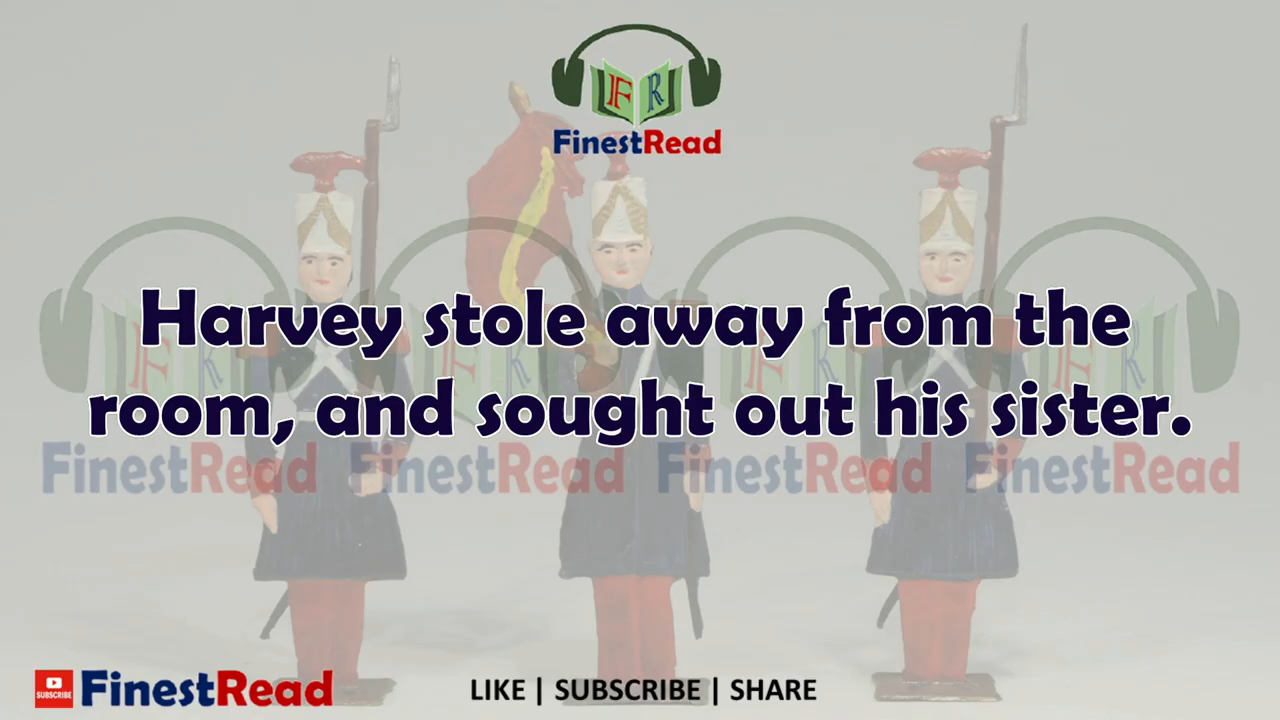 F R
FinestRead
Harvey stole away from the
room, and sought out his sister.
F R F R F R F R
FinestRead FinestRead FinestRead FinestRead
SUBSCRIBE FinestRead LIKE | SUBSCRIBE | SHARE